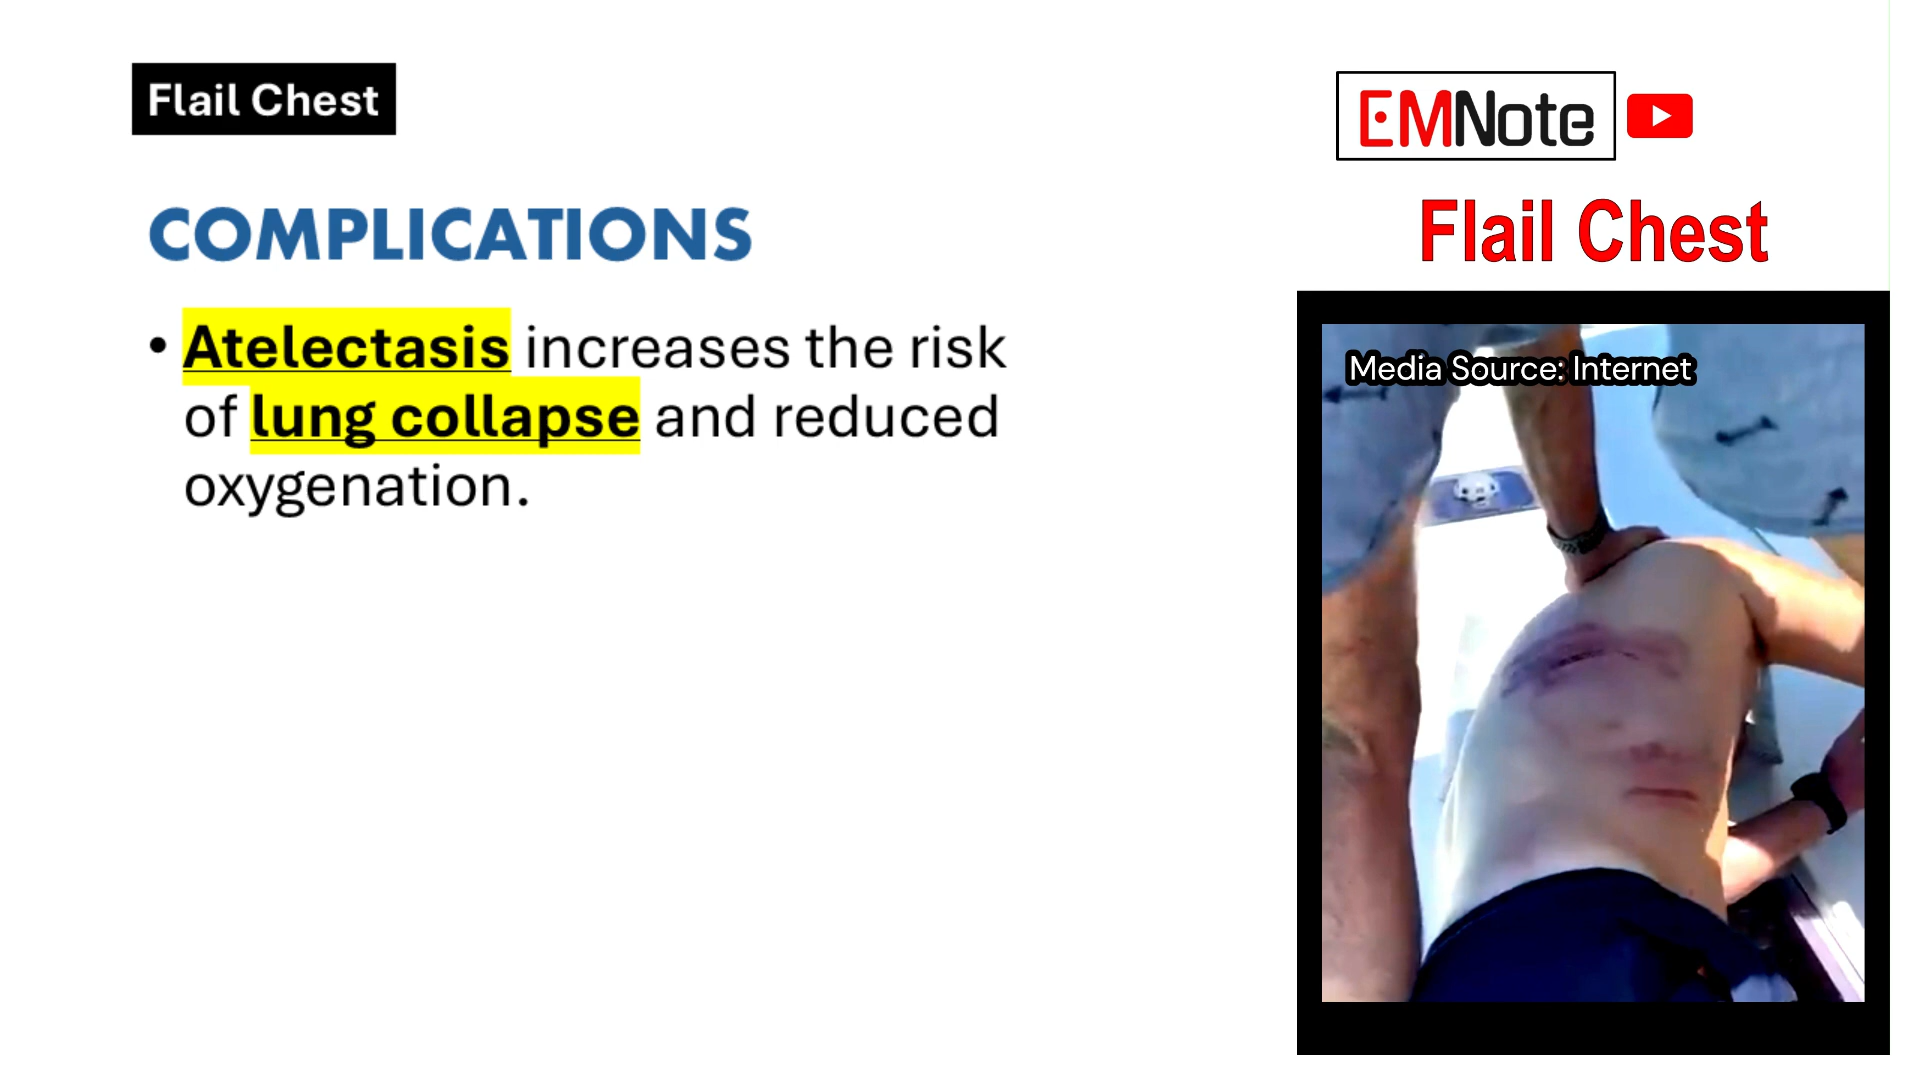 Flail Chest
COMPLICATIONS
• Atelectasis increases the risk
of lung collapse and reduced
oxygenation.
EMNote
Flail Chest
Media Source: Internet